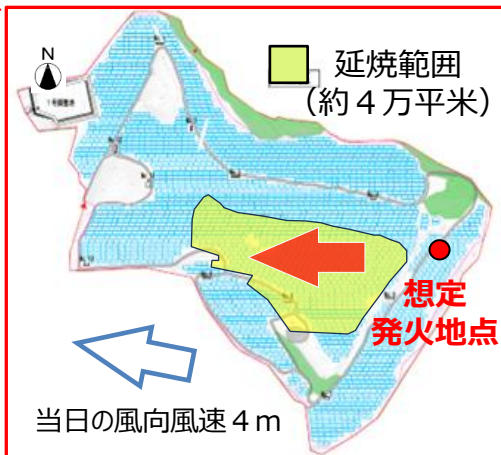 N
延焼範囲
（約４万平米）
想定
発火地点
当日の風向風速４ｍ